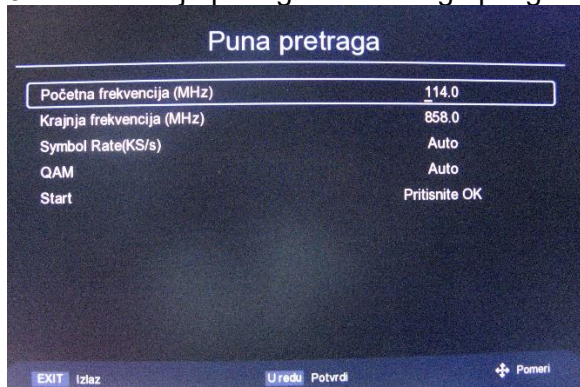 Puna pretraga
Početna frekvencija (MHz) 114.0
Krajnja frekvencija (MHz) 858.0
Symbol Rate(KS/s) Auto
QAM Auto
Start Pritisnite OK
EXIT Izlaz U redu Potvrdi Pomeri